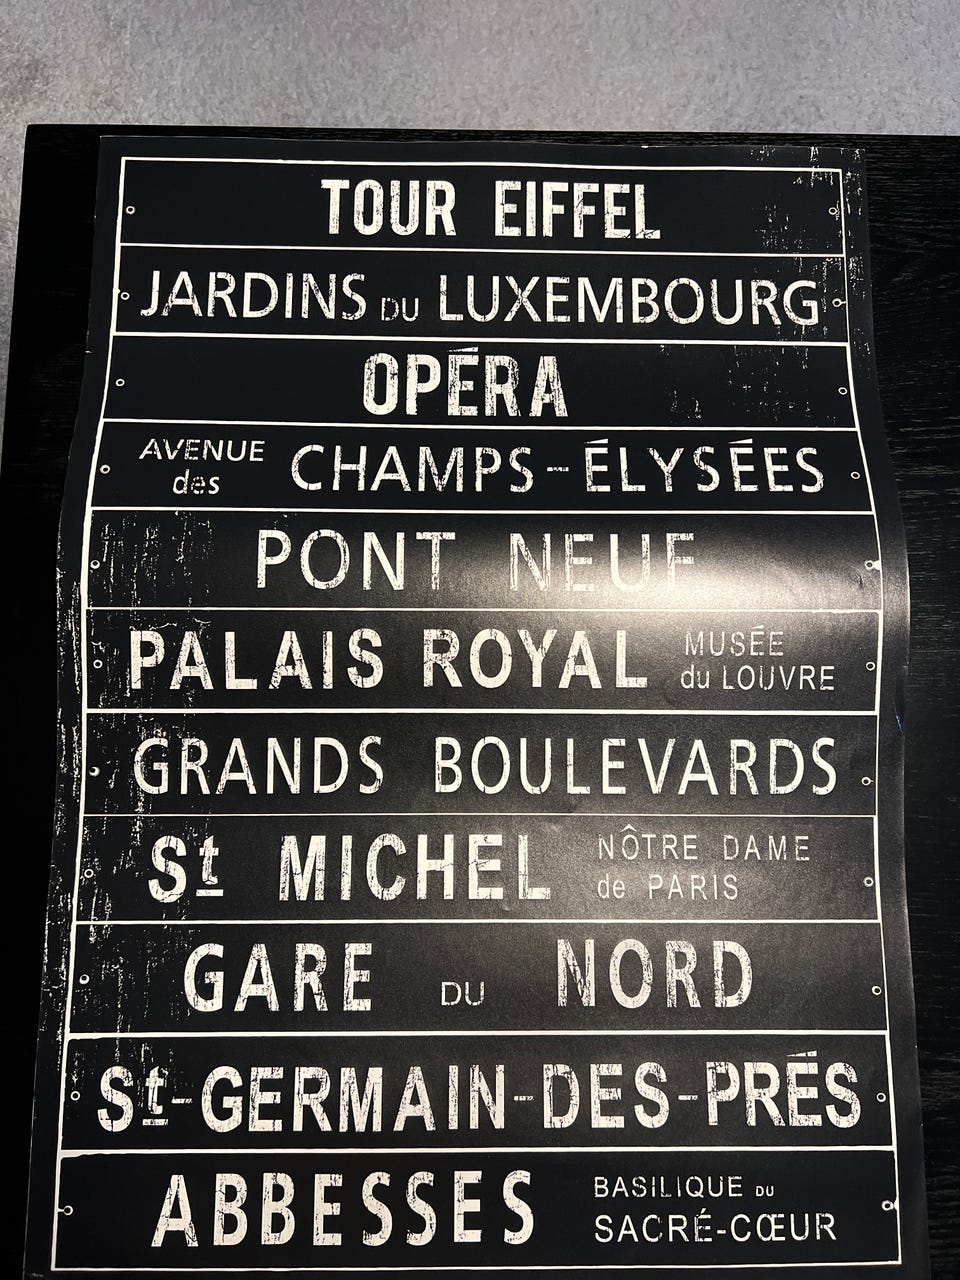 TOUR EIFFEL
JARDINS DU LUXEMBOURG
OPÉRA
AVENUE des CHAMPS-ÉLYSÉES
PONT NEUF
PALAIS ROYAL MUSÉE du LOUVRE
GRANDS BOULEVARDS
St MICHEL NÔTRE DAME de PARIS
GARE DU NORD
St-GERMAIN-DES-PRÉS
ABBESSES BASILIQUE DU SACRÉ-CŒUR